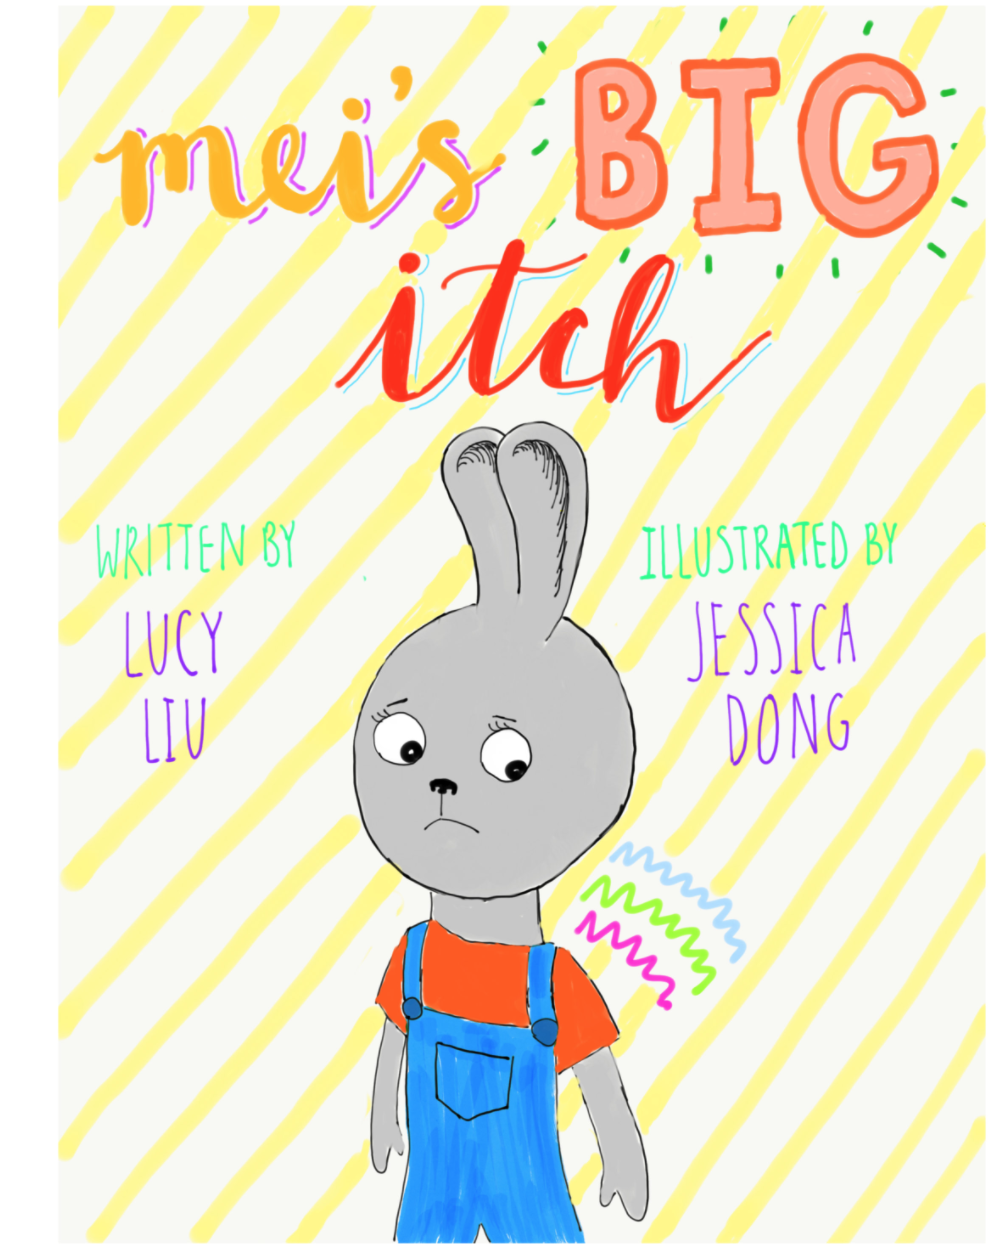 mei's BIG
itch
WRITTEN BY
LUCY
LIU
ILLUSTRATED BY
JESSICA
DONG